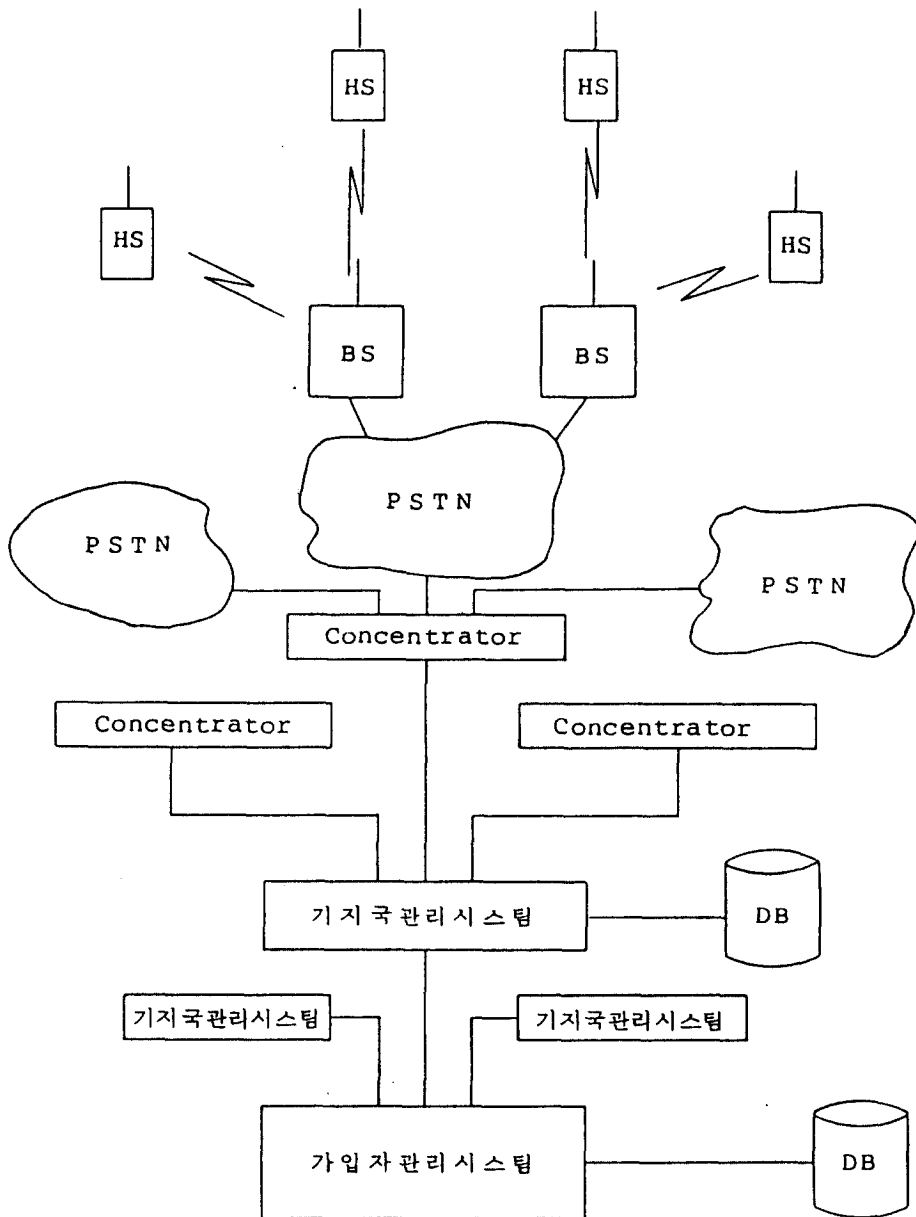 HS
HS
HS
HS
BS
BS
PSTN
PSTN
PSTN
Concentrator
Concentrator
Concentrator
기지국관리시스팀
DB
기지국관리시스팀
기지국관리시스팀
가입자관리시스팀
DB